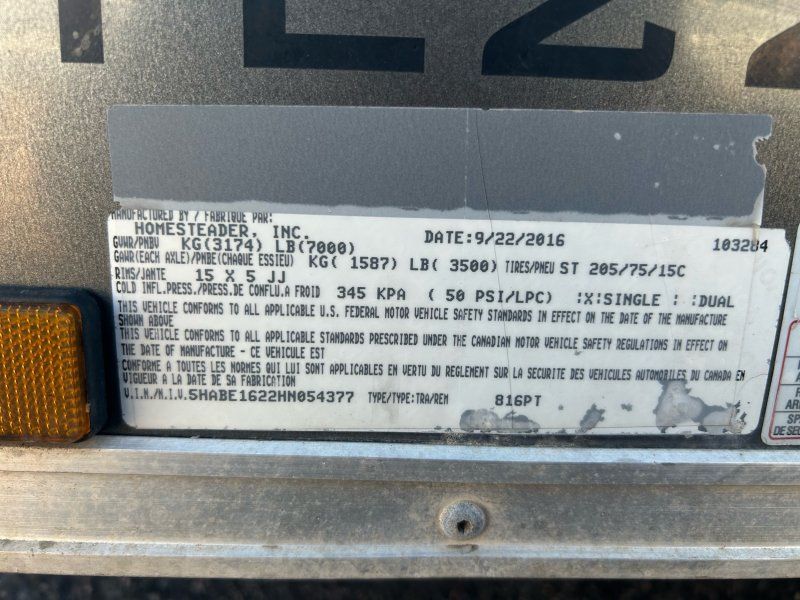 MANUFACTURED BY / FABRIQUE PAR:
HOMESTEADER, INC.
DATE:9/22/2016
103284
GVWR/PNBV KG(3174) LB(7000)
GAWR(EACH AXLE)/PNBE(CHAQUE ESSIEU) KG( 1587) LB( 3500) TIRES/PNEU ST 205/75/15C
RIMS/JANTE 15 X 5 JJ
COLD INFL.PRESS./PRESS.DE CONFLU.A FROID 345 KPA ( 50 PSI/LPC) :X:SINGLE : :DUAL
THIS VEHICLE CONFORMS TO ALL APPLICABLE U.S. FEDERAL MOTOR VEHICLE SAFETY STANDARDS IN EFFECT ON THE DATE OF THE MANUFACTURE
SHOWN ABOVE
THIS VEHICLE CONFORMS TO ALL APPLICABLE STANDARDS PRESCRIBED UNDER THE CANADIAN MOTOR VEHICLE SAFETY REGULATIONS IN EFFECT ON
THE DATE OF MANUFACTURE - CE VEHICULE EST
CONFORME A TOUTES LES NORMES QUI LUI SONT APPLICABLES EN VERTU DU REGLEMENT SUR LA SECURITE DES VEHICULES AUTOMOBILES DU CANADA EN
VIGUEUR A LA DATE DE SA FABRICATION
V.I.N./N.I.V. 5HABE1622HN054377 TYPE/TYPE:TRA/REM 816PT